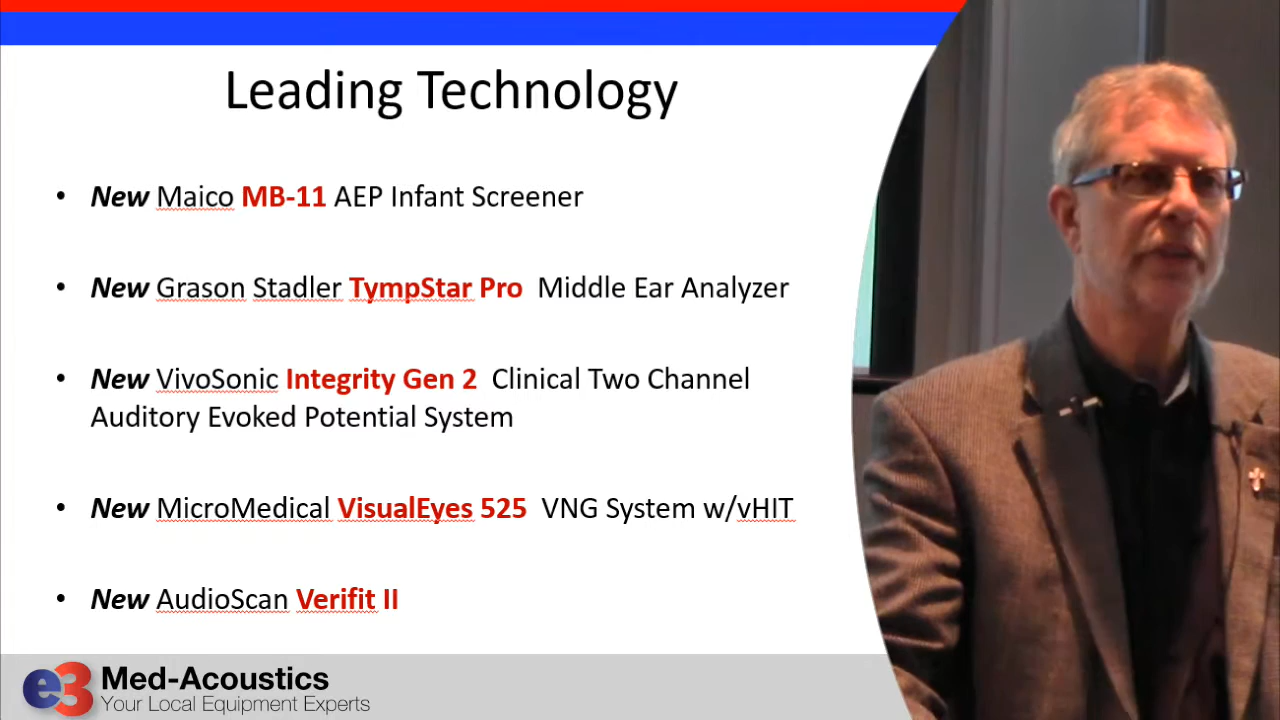 Leading Technology
• New Maico MB-11 AEP Infant Screener
• New Grason Stadler TympStar Pro Middle Ear Analyzer
• New VivoSonic Integrity Gen 2 Clinical Two Channel
Auditory Evoked Potential System
• New MicroMedical VisualEyes 525 VNG System w/vHIT
• New AudioScan Verifit II
e3 Med-Acoustics
Your Local Equipment Experts